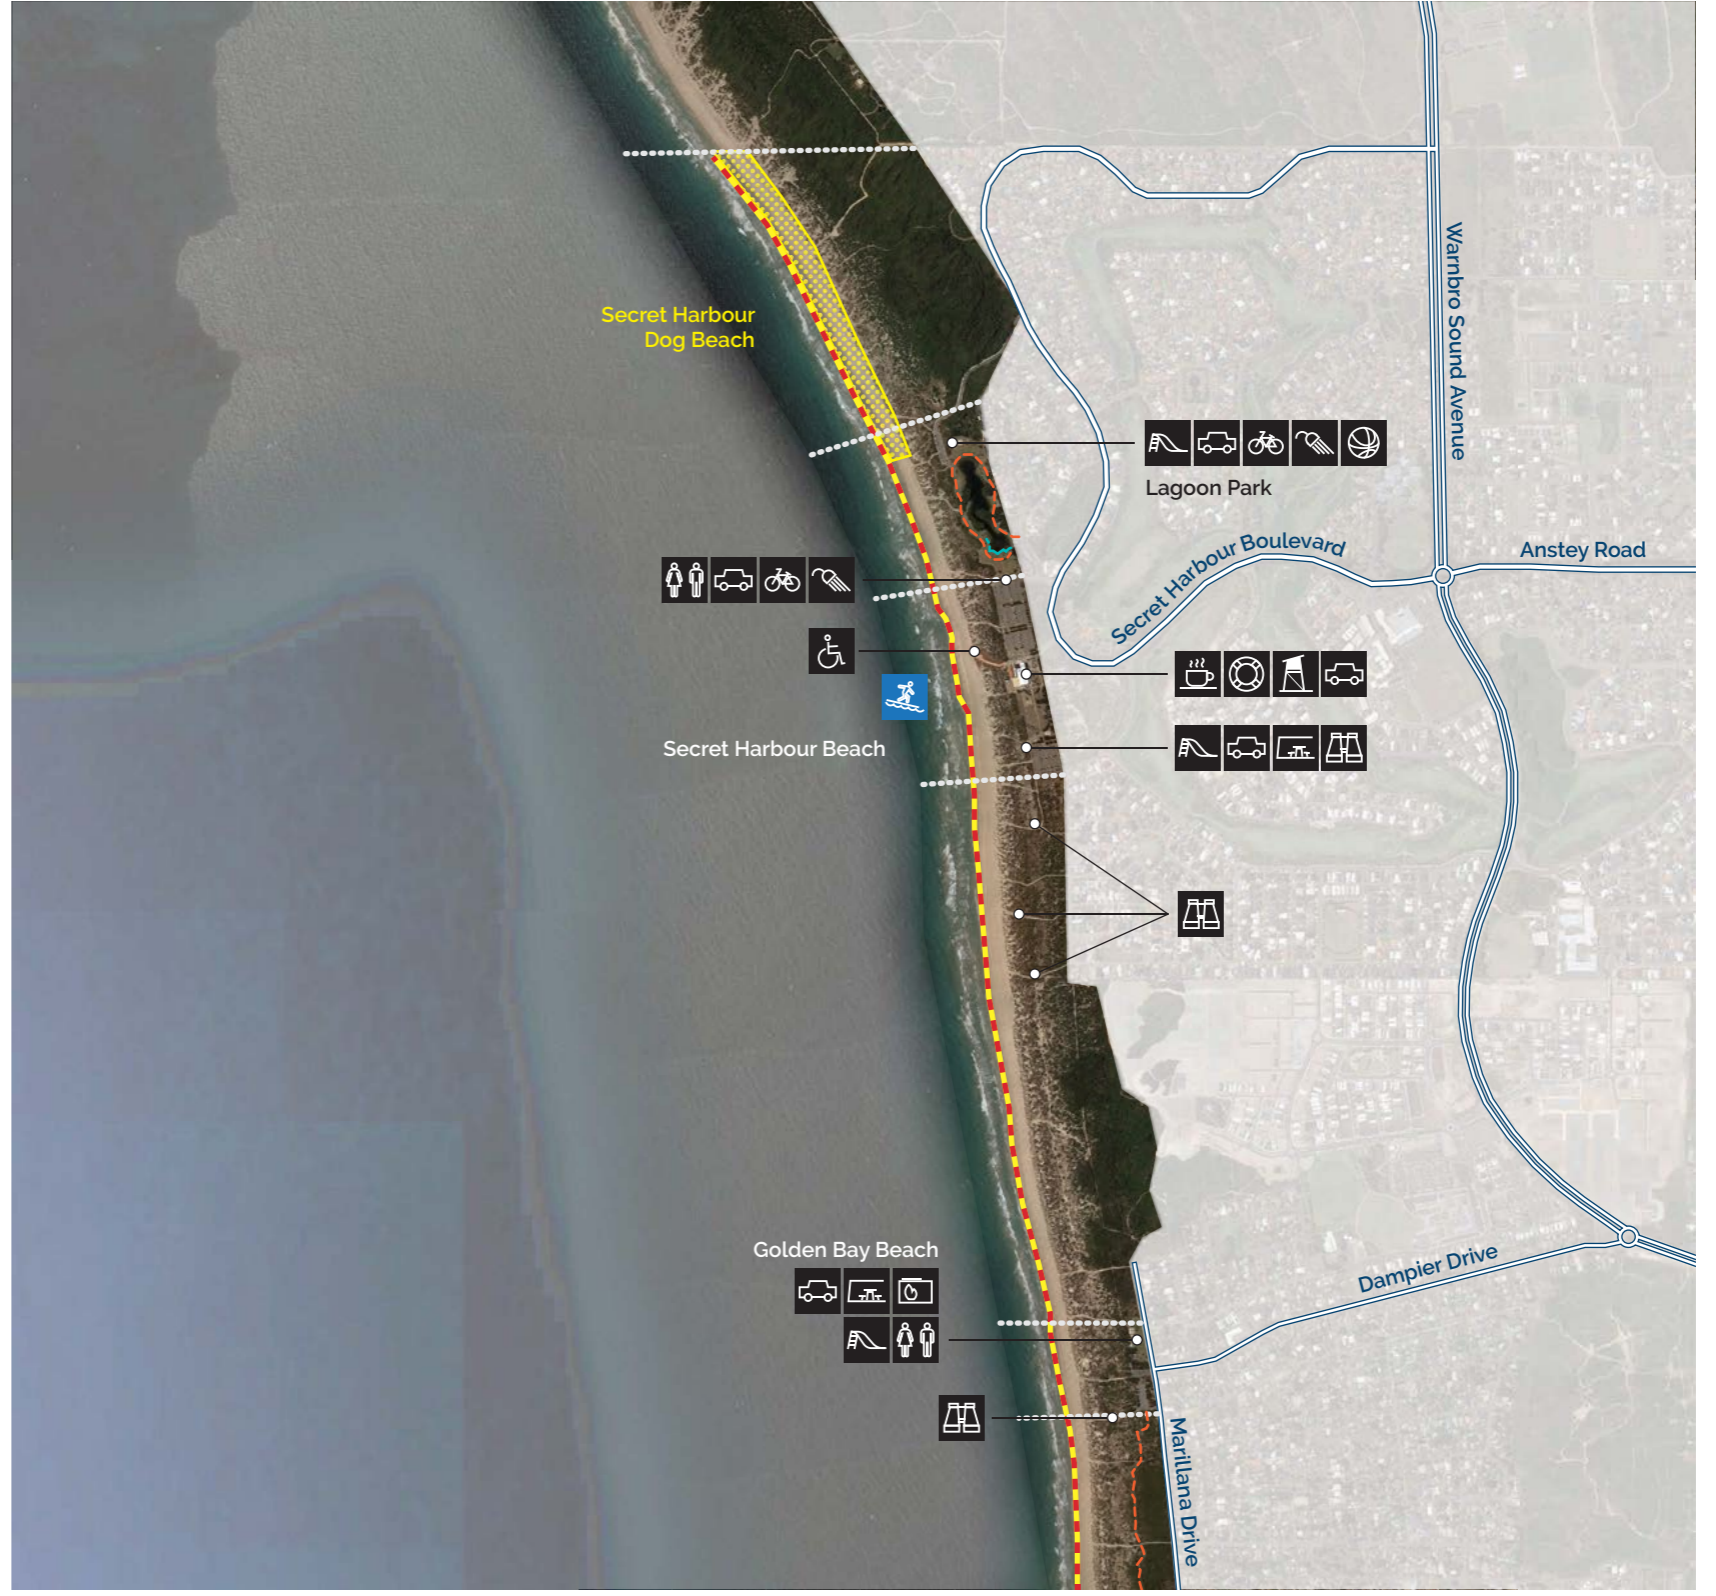 Warnbro Sound Avenue
Secret Harbour
Dog Beach
Lagoon Park
Secret Harbour Boulevard
Anstey Road
Secret Harbour Beach
Golden Bay Beach
Dampier Drive
Marillana Drive